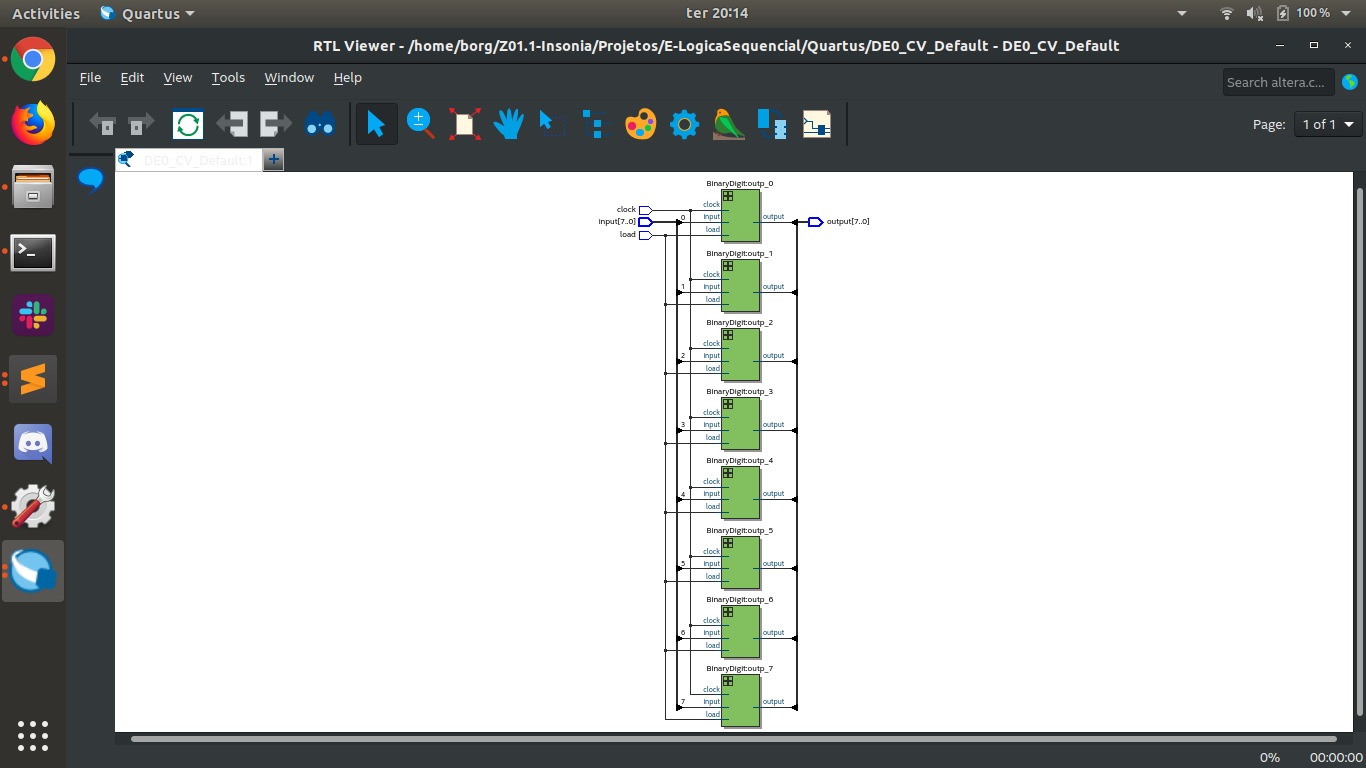 Activities Quartus ter 20:14 100 %
RTL Viewer - /home/borg/Z01.1-Insonia/Projetos/E-LogicaSequencial/Quartus/DE0_CV_Default - DE0_CV_Default
File Edit View Tools Window Help Search altera.c...
Page: 1 of 1
DE0_CV_Default:1 +
BinaryDigit:outp_0
clock clock
input[7..0] 0 input output output[7..0]
load load
BinaryDigit:outp_1
clock
1 input output
load
BinaryDigit:outp_2
clock
2 input output
load
BinaryDigit:outp_3
clock
3 input output
load
BinaryDigit:outp_4
clock
4 input output
load
BinaryDigit:outp_5
clock
5 input output
load
BinaryDigit:outp_6
clock
6 input output
load
BinaryDigit:outp_7
clock
7 input output
load
0% 00:00:00